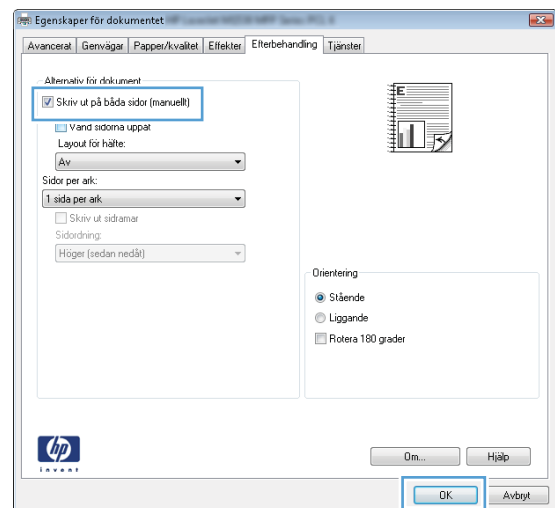 Egenskaper för dokumentet
Avancerat Genvägar Papper/kvalitet Effekter Efterbehandling Tjänster
Alternativ för dokument
Skriv ut på båda sidor (manuellt)
Vänd sidorna uppåt
Layout för häfte:
Av
Sidor per ark:
1 sida per ark
Skriv ut sidramar
Sidordning:
Höger (sedan nedåt)
E
Orientering
Stående
Liggande
Rotera 180 grader
hp
invent
Om... Hjälp
OK Avbryt